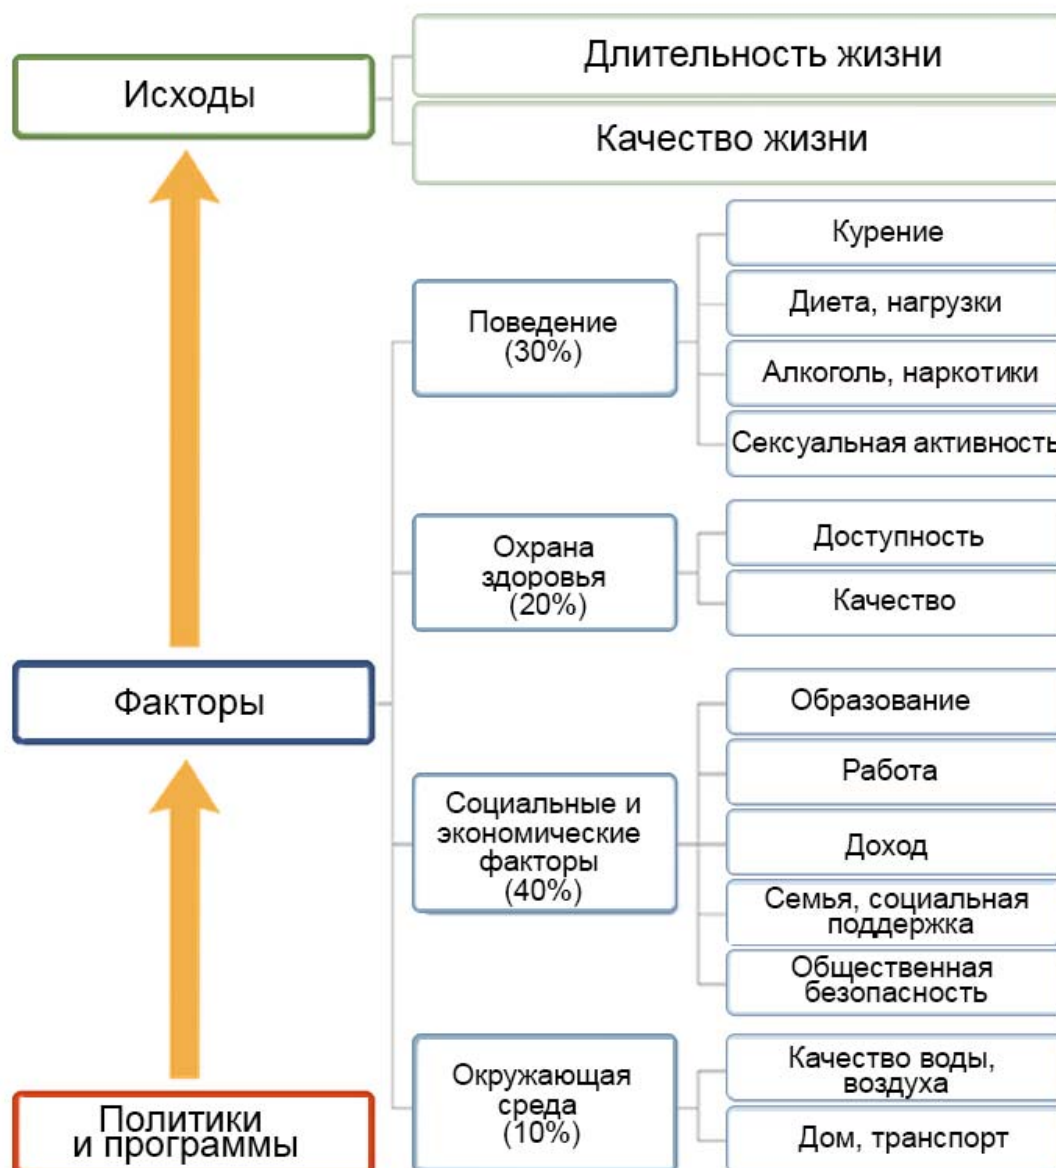 Исходы
Длительность жизни
Качество жизни
Факторы
Поведение
(30%)
Курение
Диета, нагрузки
Алкоголь, наркотики
Сексуальная активность
Охрана
здоровья
(20%)
Доступность
Качество
Социальные и
экономические
факторы
(40%)
Образование
Работа
Доход
Семья, социальная
поддержка
Общественная
безопасность
Окружающая
среда
(10%)
Качество воды,
воздуха
Дом, транспорт
Политики
и программы